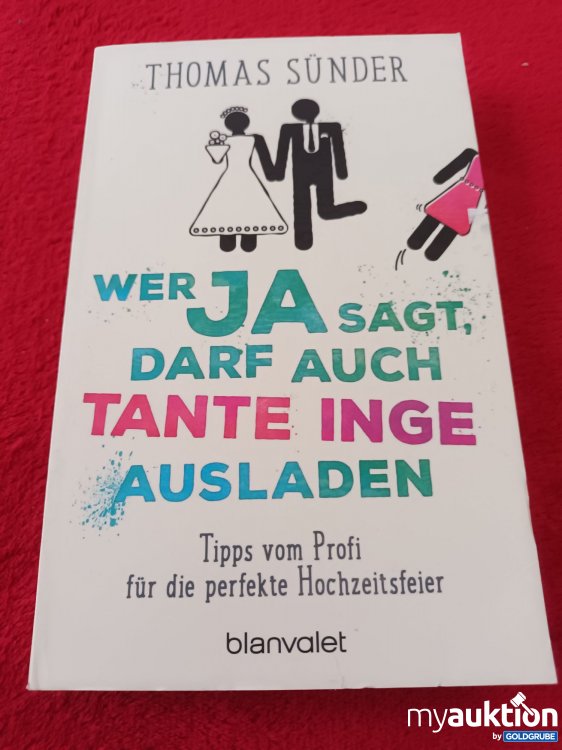 THOMAS SÜNDER
WER JA SAGT,
DARF AUCH
TANTE INGE
AUSLADEN
Tipps vom Profi
für die perfekte Hochzeitsfeier
blanvalet
myauktion
by GOLDGRUBE